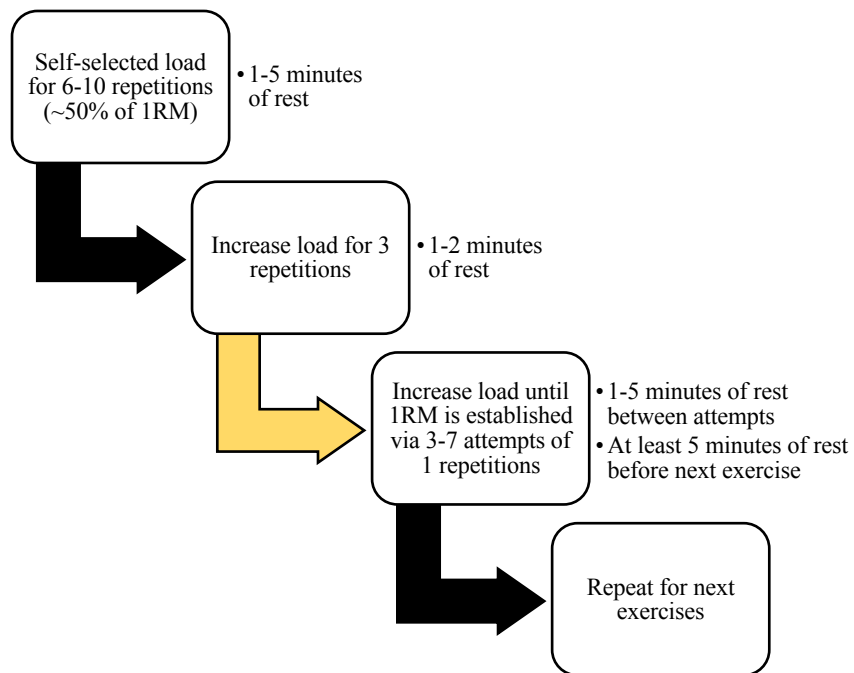 Self-selected load
for 6-10 repetitions
(~50% of 1RM)
• 1-5 minutes
of rest
Increase load for 3
repetitions
• 1-2 minutes
of rest
Increase load until
1RM is established
via 3-7 attempts of
1 repetitions
• 1-5 minutes of rest
between attempts
• At least 5 minutes of rest
before next exercise
Repeat for next
exercises